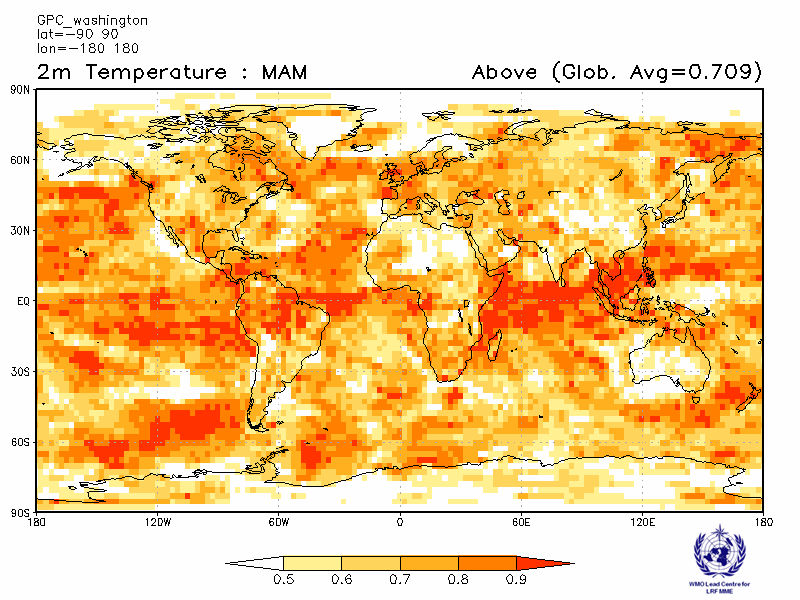 GPC_washington
lat=-90 90
lon=-180 180
2m Temperature : MAM
Above (Glob. Avg=0.709)
90N
60N
30N
EQ
30S
60S
90S
180 120W 60W 0 60E 120E 180
0.5 0.6 0.7 0.8 0.9
WMO Lead Centre for
LRF MME